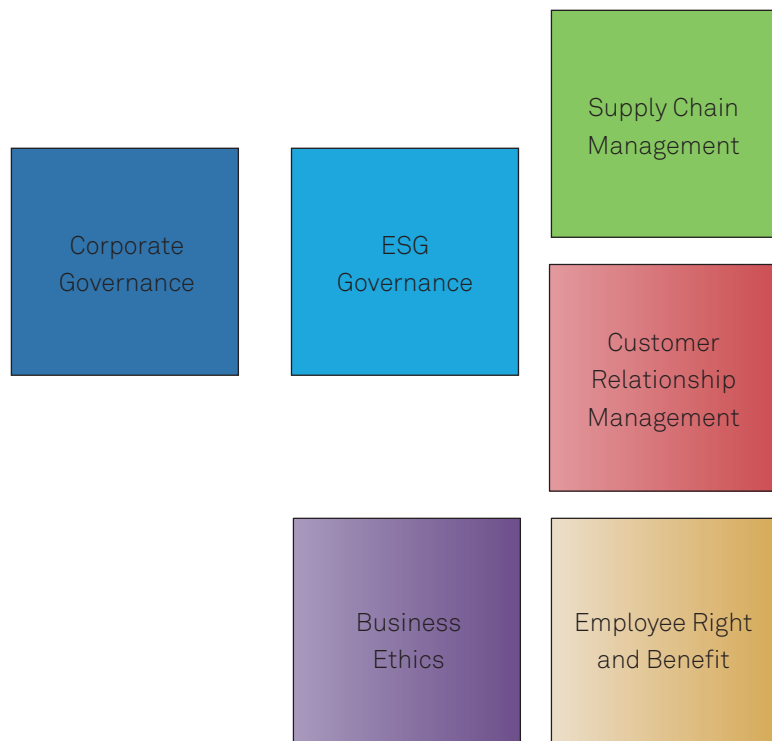 Supply Chain
Management
Corporate
Governance
ESG
Governance
Customer
Relationship
Management
Business
Ethics
Employee Right
and Benefit